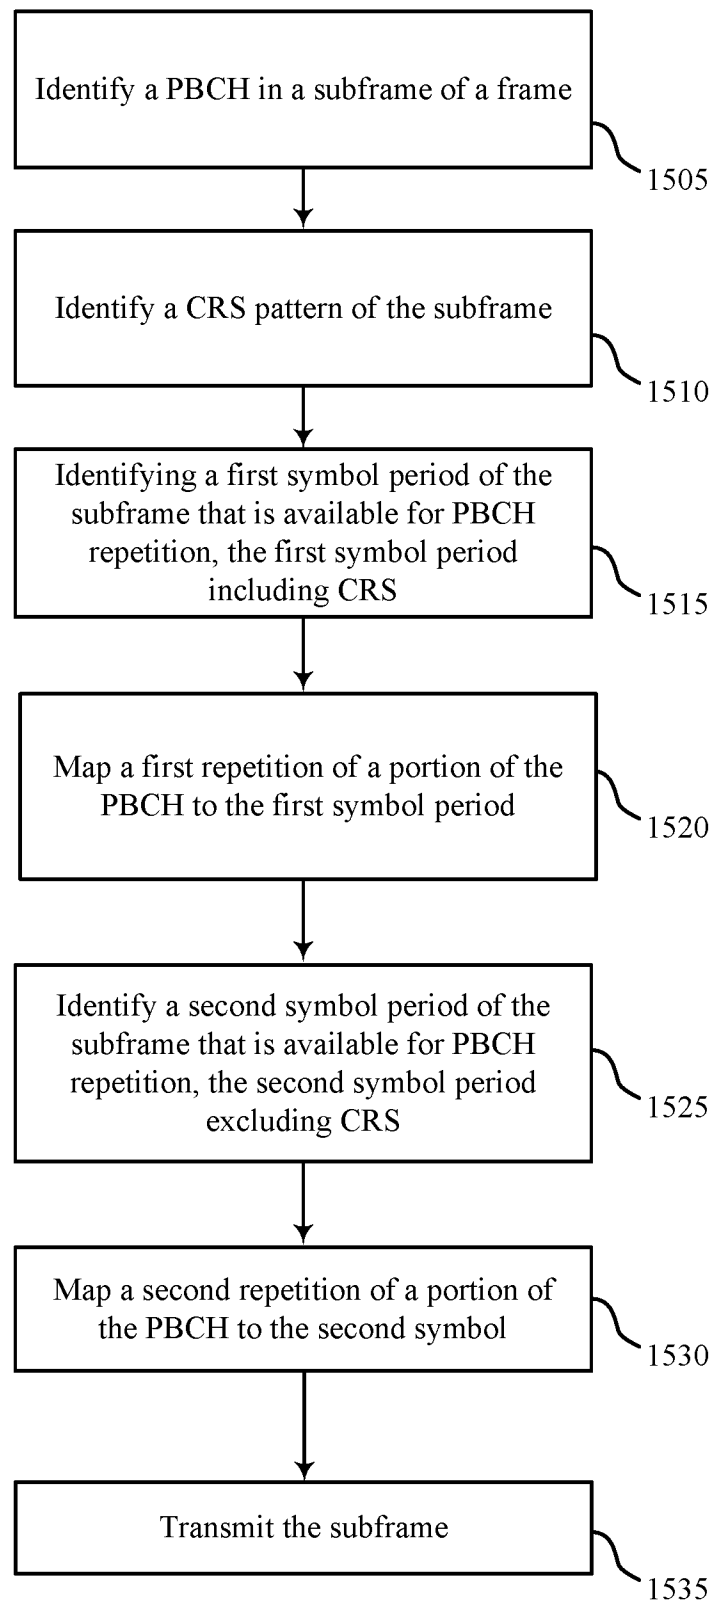 Identify a PBCH in a subframe of a frame
1505
Identify a CRS pattern of the subframe
1510
Identifying a first symbol period of the
subframe that is available for PBCH
repetition, the first symbol period
including CRS
1515
Map a first repetition of a portion of the
PBCH to the first symbol period
1520
Identify a second symbol period of the
subframe that is available for PBCH
repetition, the second symbol period
excluding CRS
1525
Map a second repetition of a portion of
the PBCH to the second symbol
1530
Transmit the subframe
1535